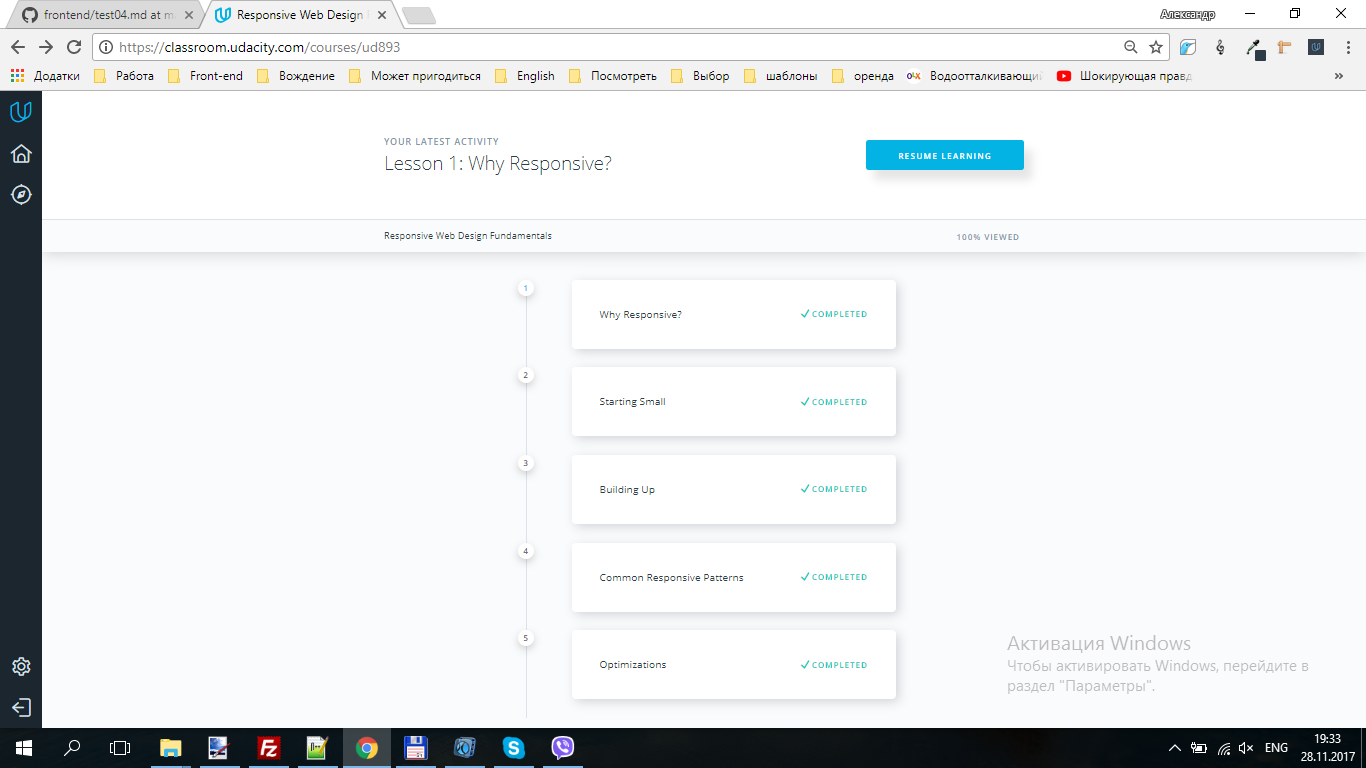 frontend/test04.md at m
Responsive Web Design
Александр
https://classroom.udacity.com/courses/ud893
Додатки
Работа
Front-end
Вождение
Может пригодиться
English
Посмотреть
Выбор
шаблоны
оренда
olx
Водоотталкивающи
Шокирующая правд
»
YOUR LATEST ACTIVITY
Lesson 1: Why Responsive?
RESUME LEARNING
Responsive Web Design Fundamentals
100% VIEWED
1
Why Responsive?
COMPLETED
2
Starting Small
COMPLETED
3
Building Up
COMPLETED
4
Common Responsive Patterns
COMPLETED
5
Optimizations
COMPLETED
Активация Windows
Чтобы активировать Windows, перейдите в
раздел "Параметры".
Fz
ENG
19:33
28.11.2017